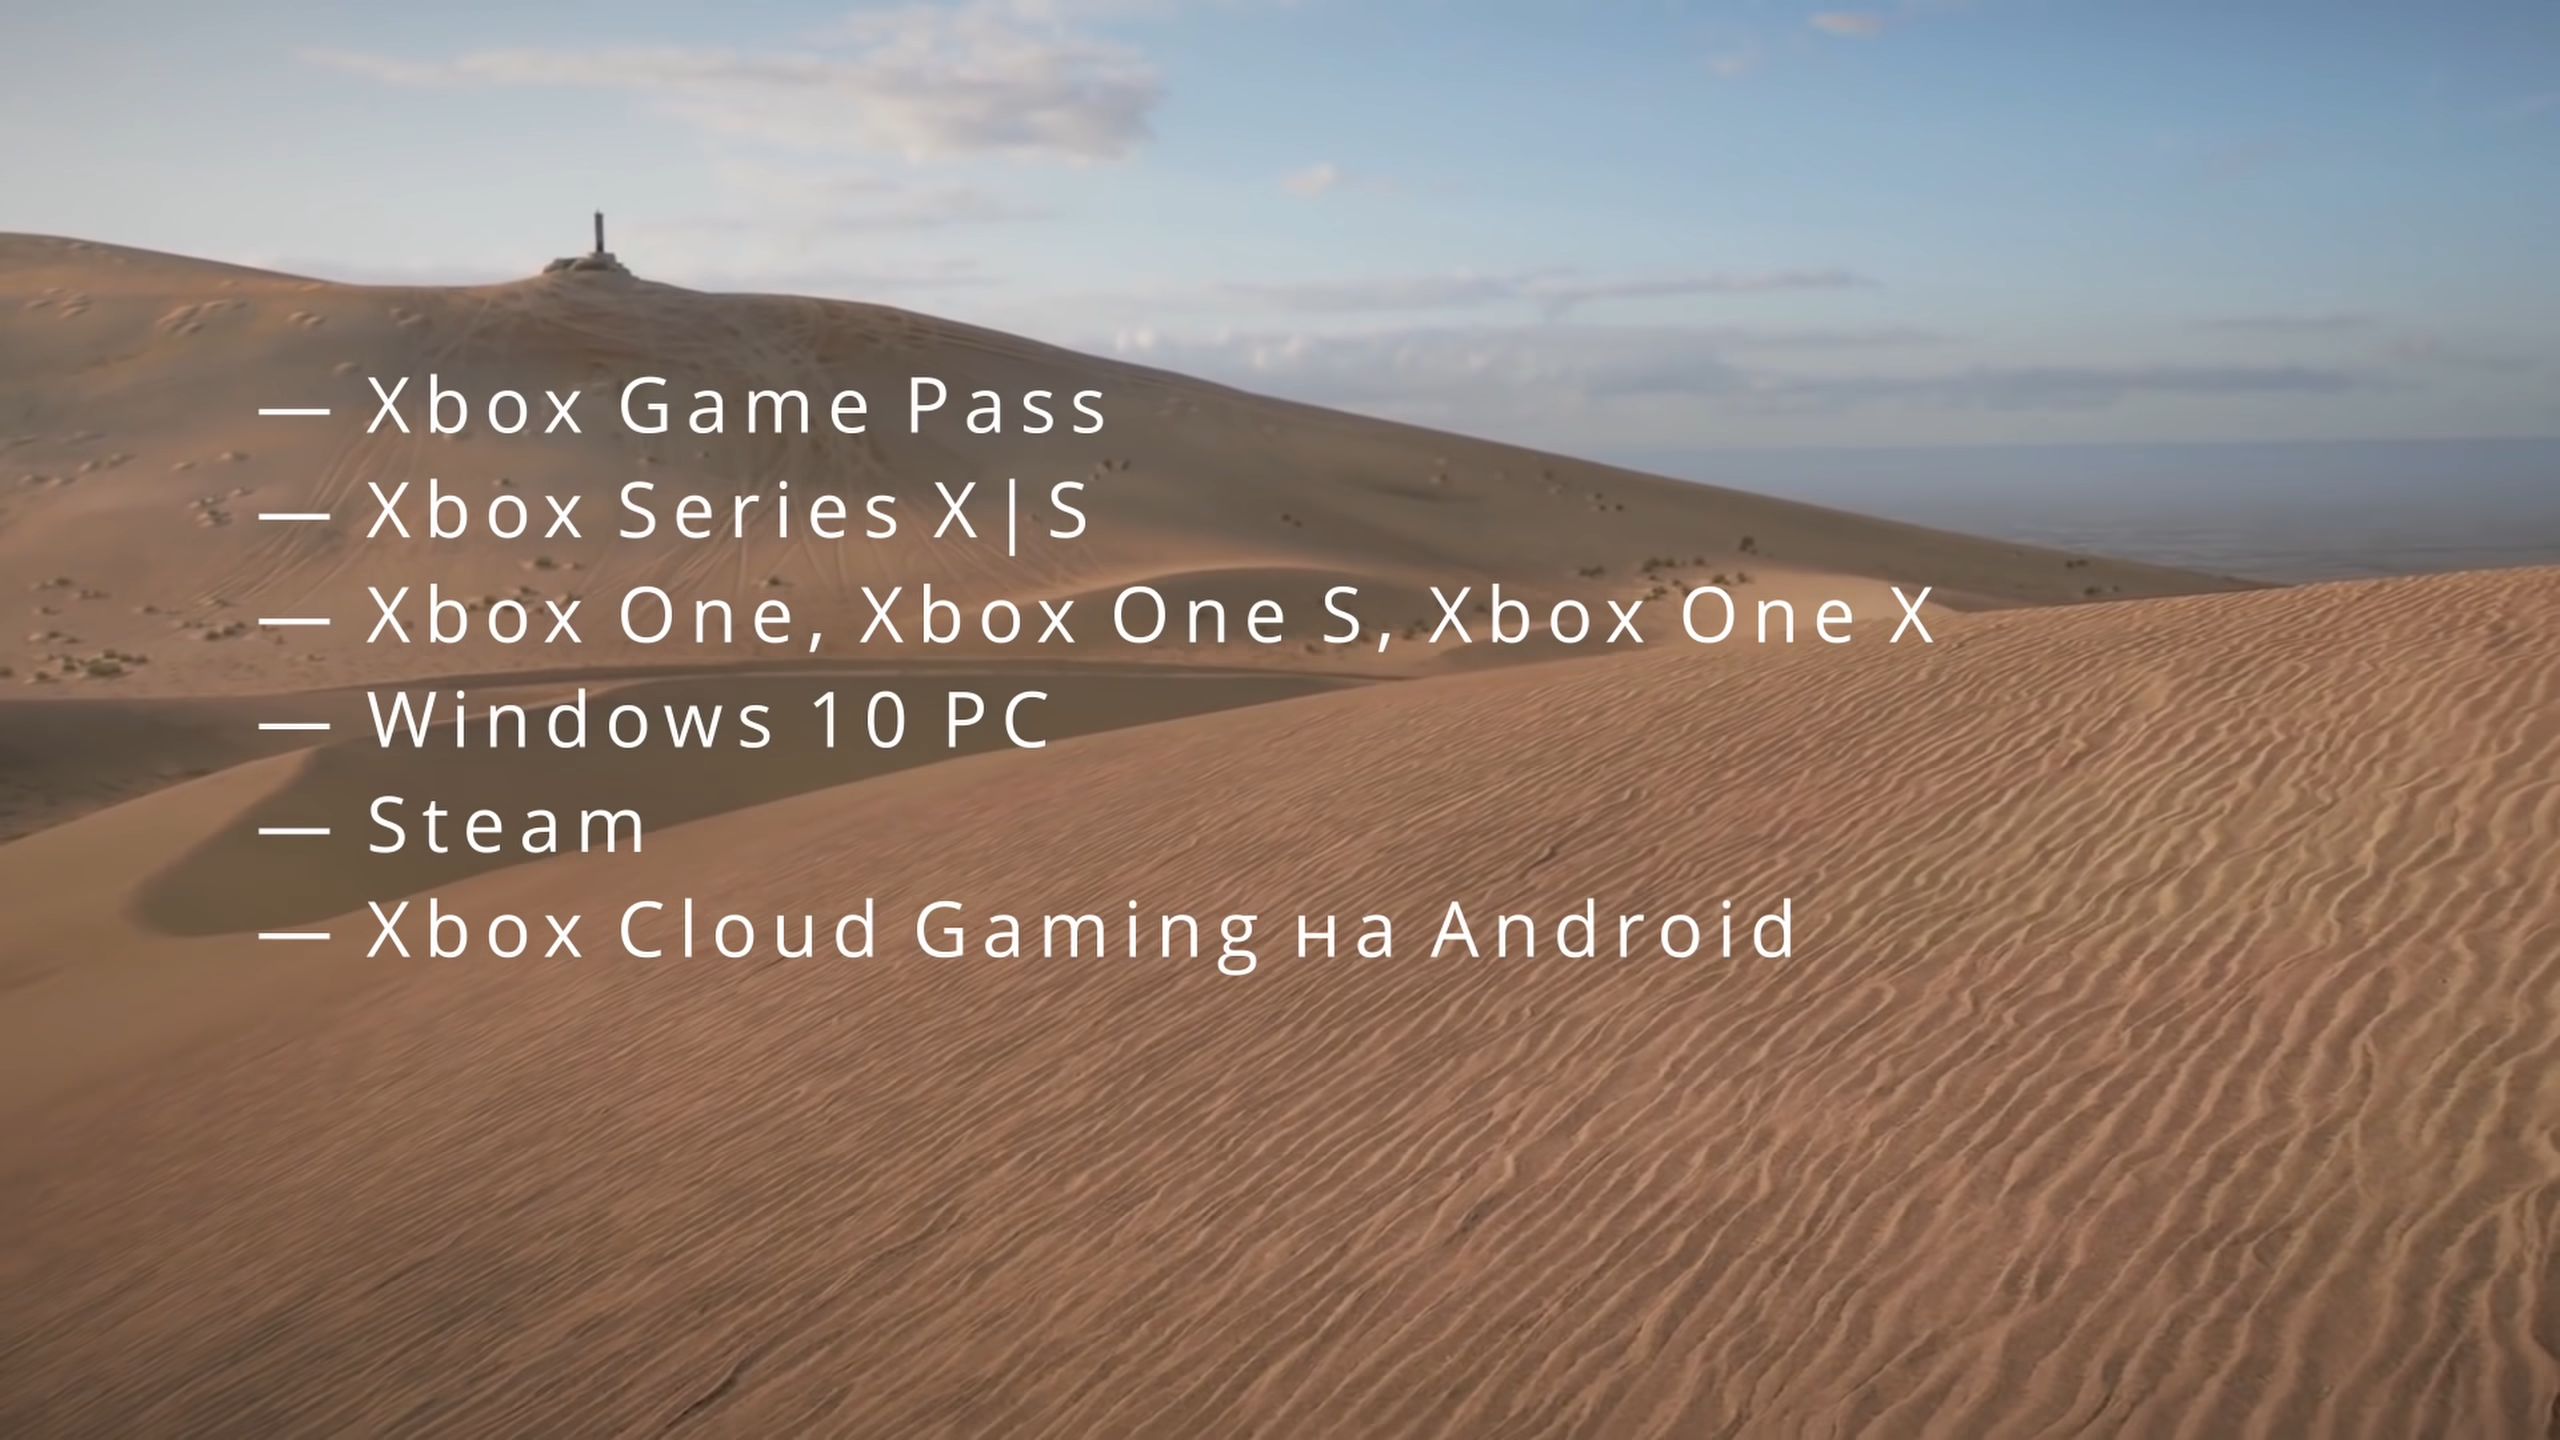 — Xbox Game Pass
— Xbox Series X|S
— Xbox One, Xbox One S, Xbox One X
— Windows 10 PC
— Steam
— Xbox Cloud Gaming на Android